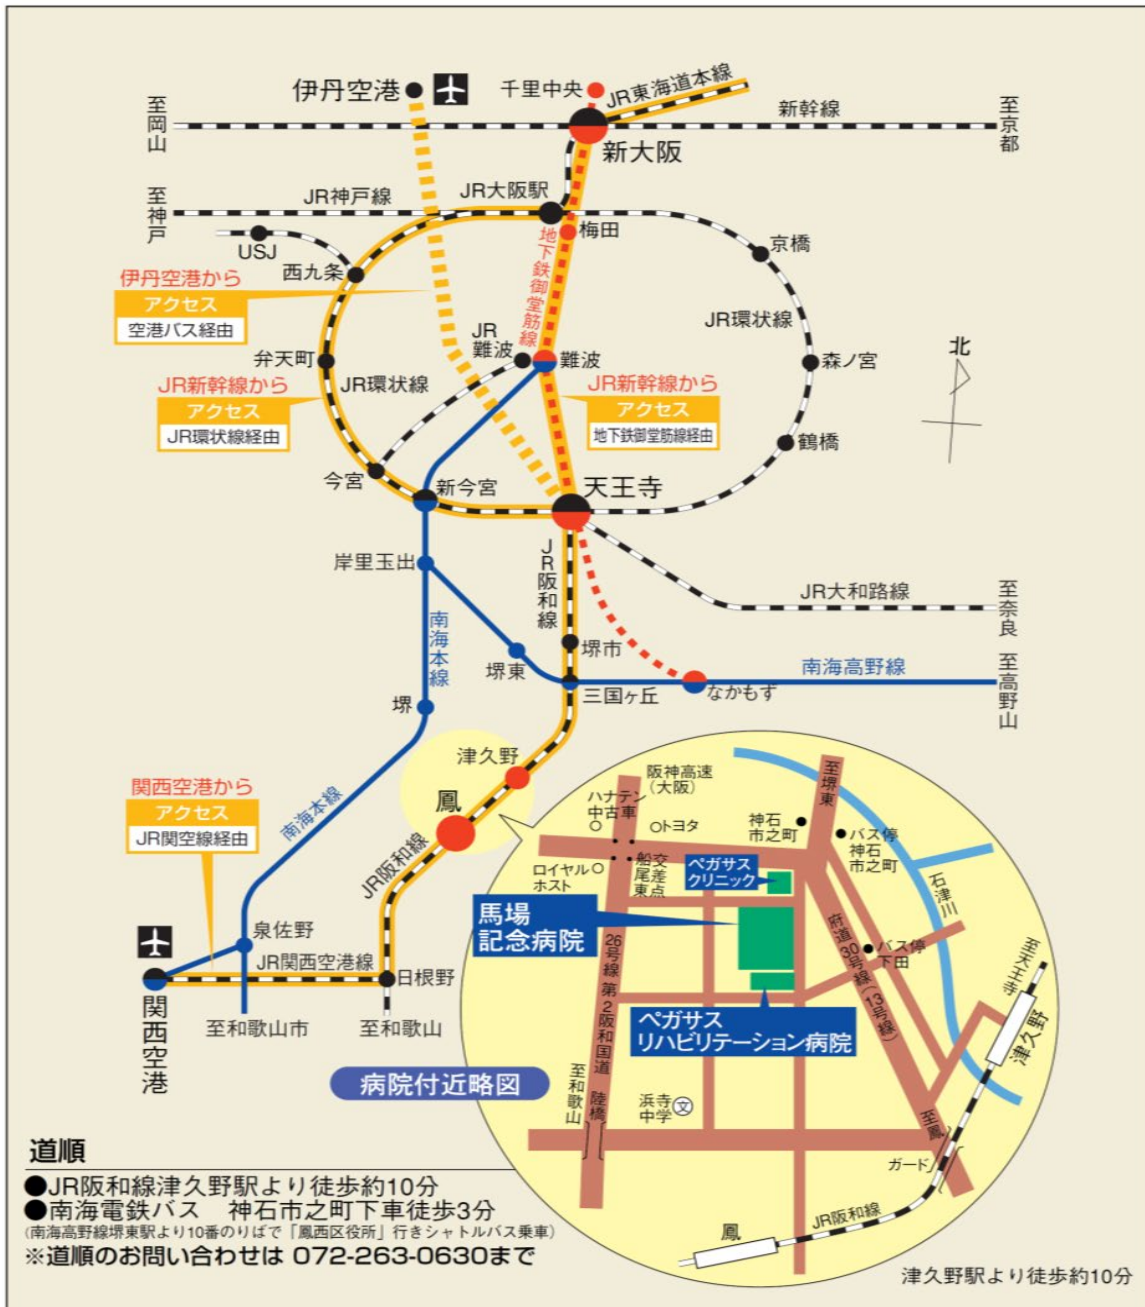 伊丹空港
千里中央
JR東海道本線
至岡山
新幹線
至京都
新大阪
JR大阪駅
JR神戸線
至神戸
USJ
梅田
京橋
西九条
伊丹空港から
アクセス
空港バス経由
地下鉄御堂筋線
JR環状線
JR難波
難波
森ノ宮
北
弁天町
JR環状線
JR新幹線から
アクセス
JR環状線経由
JR新幹線から
アクセス
地下鉄御堂筋線経由
鶴橋
今宮
新今宮
天王寺
岸里玉出
JR阪和線
JR大和路線
至奈良
南海本線
堺東
堺市
南海高野線
至高野山
三国ヶ丘
なかもず
堺
津久野
鳳
関西空港から
アクセス
JR関空線経由
南海本線
JR阪和線
泉佐野
JR関西空港線
日根野
関西空港
至和歌山市
至和歌山
阪神高速
(大阪)
至堺東
ハナテン
中古車
トヨタ
神石
市之町
バス停
神石
市之町
ロイヤル
ホスト
船尾東
交差点
ペガサス
クリニック
石津川
馬場
記念病院
府道30号線(13号線)
バス停
下田
至天王寺
26号線 第2阪和国道
津久野
ペガサス
リハビリテーション病院
至和歌山
陸橋
浜寺
中学
文
至鳳
ガード
JR阪和線
鳳
病院付近略図
道順
●JR阪和線津久野駅より徒歩約10分
●南海電鉄バス 神石市之町下車徒歩3分
(南海高野線堺東駅より10番のりばで「鳳西区役所」行きシャトルバス乗車)
※道順のお問い合わせは 072-263-0630まで
津久野駅より徒歩約10分